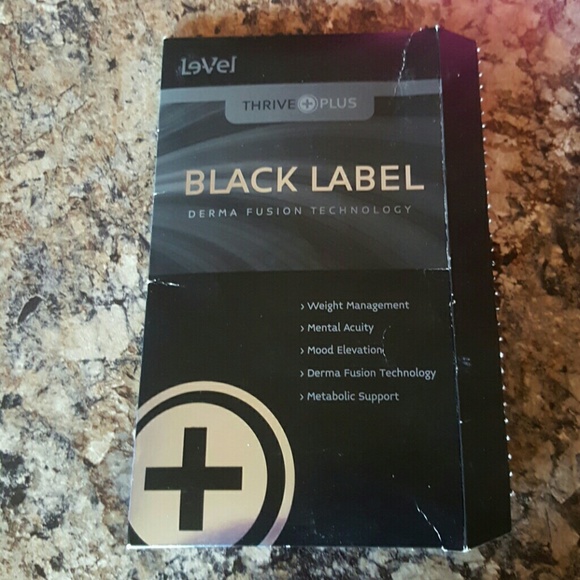 Le-Vel
THRIVE + PLUS
BLACK LABEL
DERMA FUSION TECHNOLOGY
› Weight Management
› Mental Acuity
› Mood Elevation
› Derma Fusion Technology
› Metabolic Support